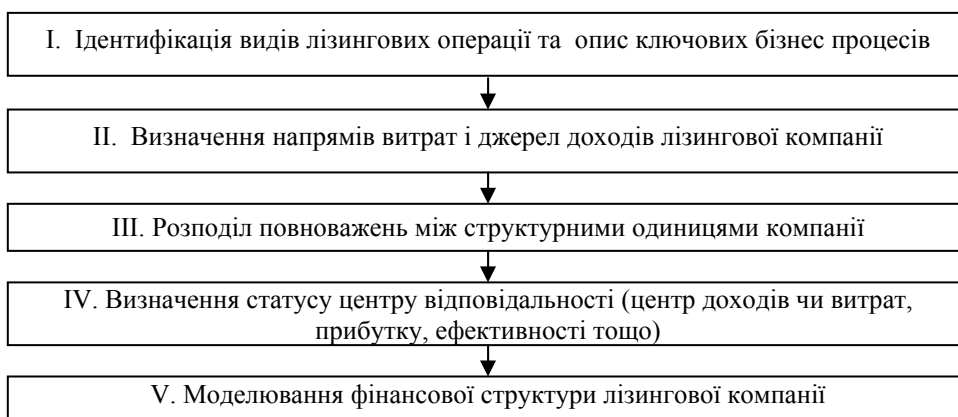 I. Ідентифікація видів лізингових операції та опис ключових бізнес процесів
II. Визначення напрямів витрат і джерел доходів лізингової компанії
III. Розподіл повноважень між структурними одиницями компанії
IV. Визначення статусу центру відповідальності (центр доходів чи витрат,
прибутку, ефективності тощо)
V. Моделювання фінансової структури лізингової компанії